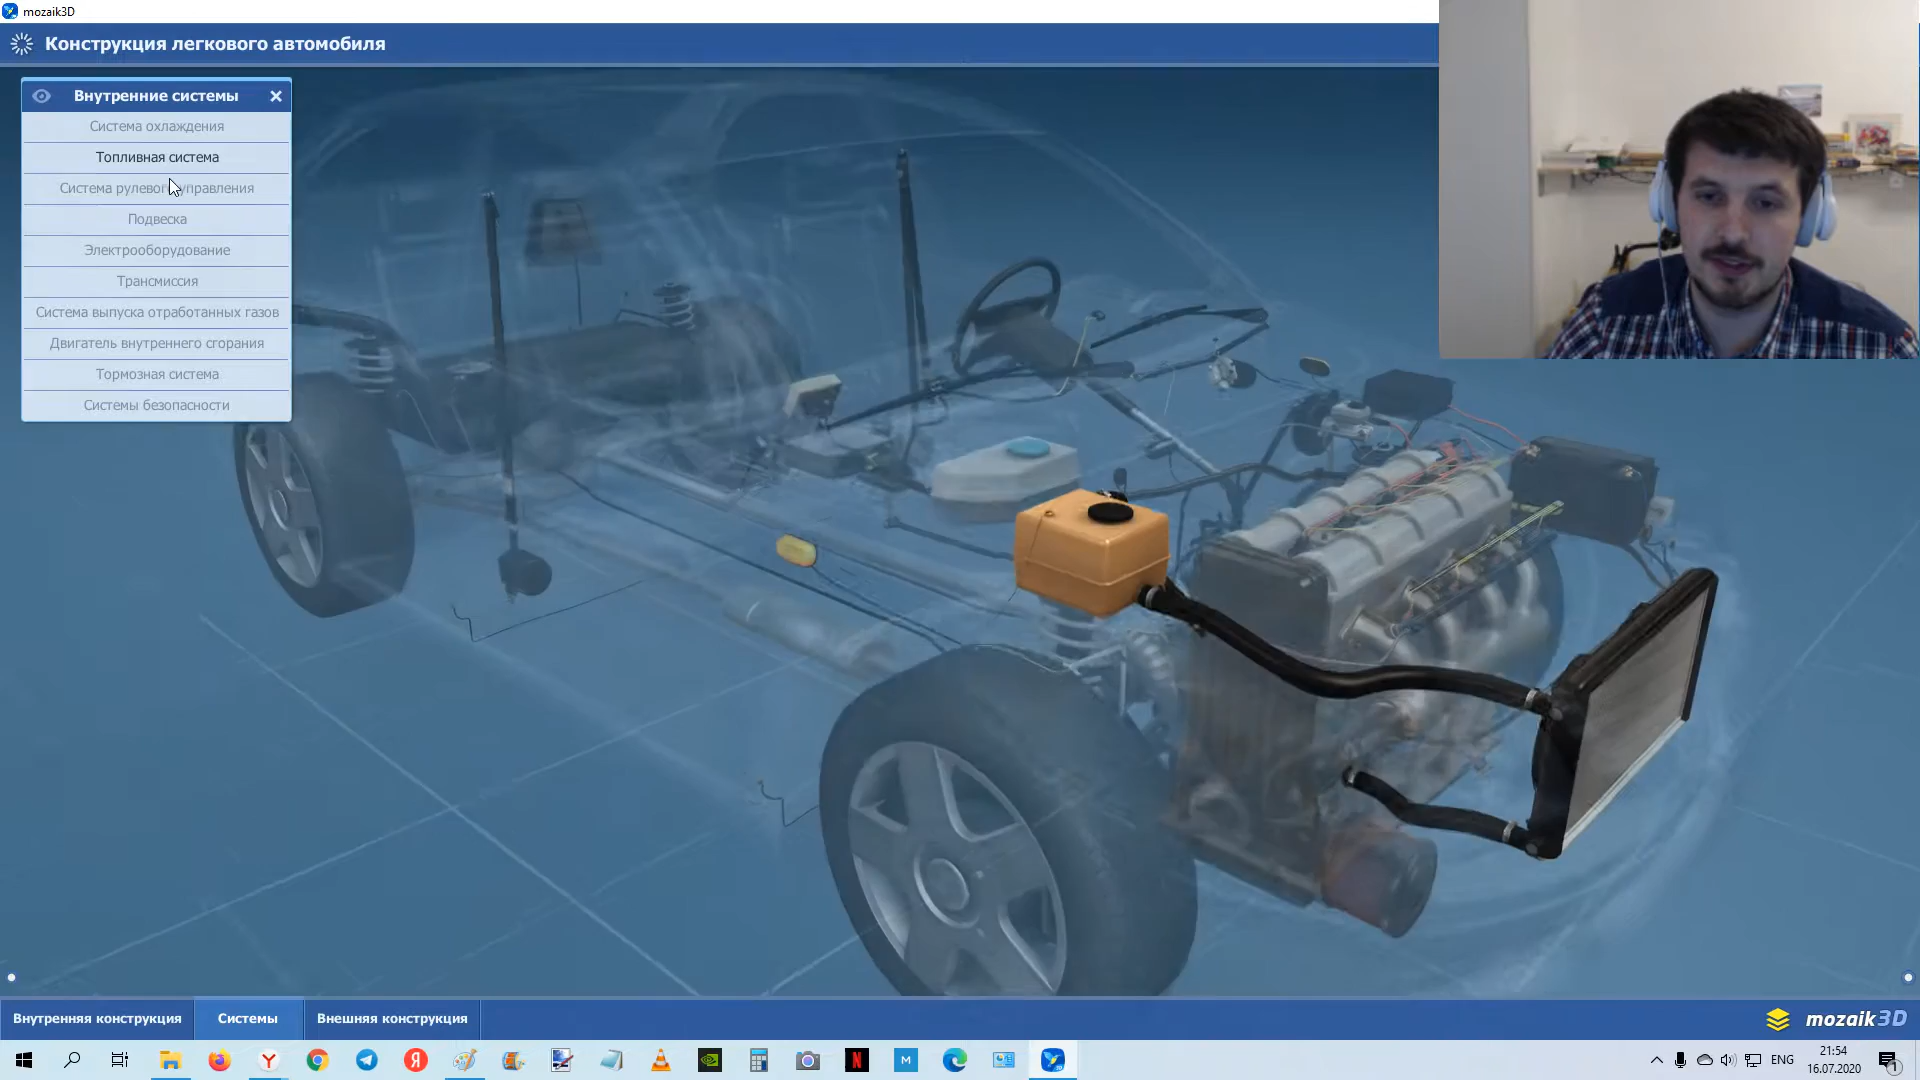 mozaik3D
Конструкция легкового автомобиля
Внутренние системы
Система охлаждения
Топливная система
Система рулевого управления
Подвеска
Электрооборудование
Трансмиссия
Система выпуска отработанных газов
Двигатель внутреннего сгорания
Тормозная система
Системы безопасности
Внутренняя конструкция
Системы
Внешняя конструкция
mozaik3D
ENG
21:54
16.07.2020